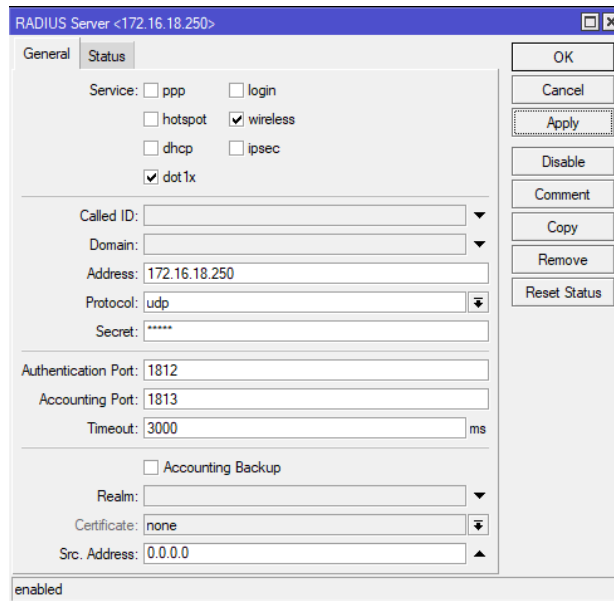 RADIUS Server <172.16.18.250>
General Status
OK
Cancel
Apply
Disable
Comment
Copy
Remove
Reset Status
Service: ppp login
hotspot wireless
dhcp ipsec
dot1x
Called ID:
Domain:
Address: 172.16.18.250
Protocol: udp
Secret: *****
Authentication Port: 1812
Accounting Port: 1813
Timeout: 3000 ms
Accounting Backup
Realm:
Certificate: none
Src. Address: 0.0.0.0
enabled